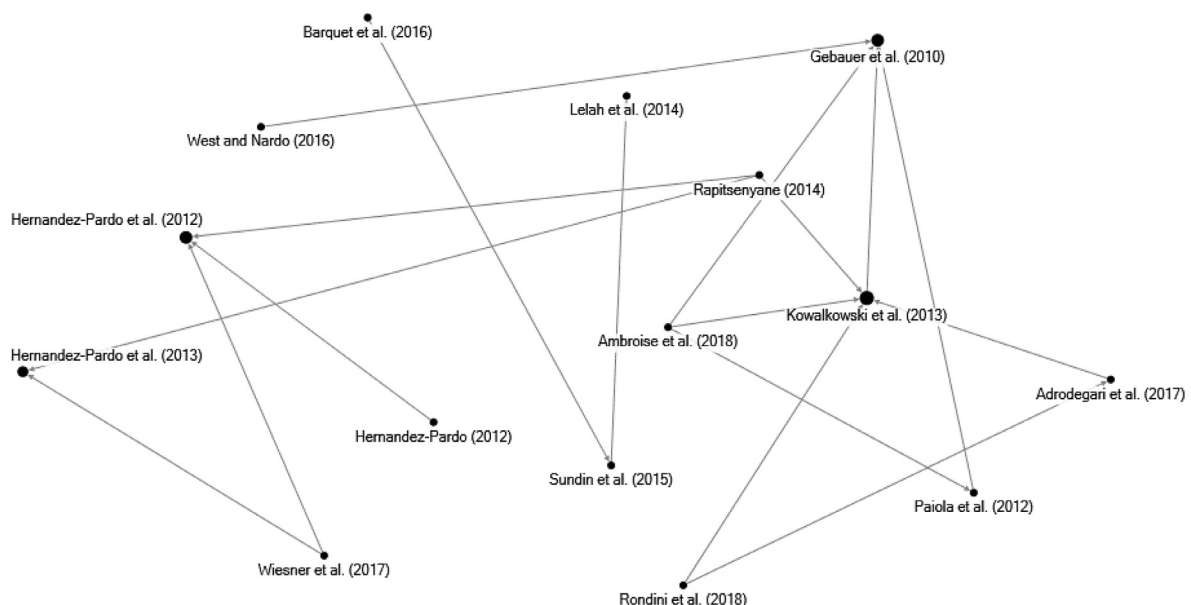 Barquet et al. (2016)
Gebauer et al. (2010)
Lelah et al. (2014)
West and Nardo (2016)
Rapitsenyane (2014)
Hernandez-Pardo et al. (2012)
Kowalkowski et al. (2013)
Ambroise et al. (2018)
Hernandez-Pardo et al. (2013)
Adrodegari et al. (2017)
Hernandez-Pardo (2012)
Sundin et al. (2015)
Paiola et al. (2012)
Wiesner et al. (2017)
Rondini et al. (2018)